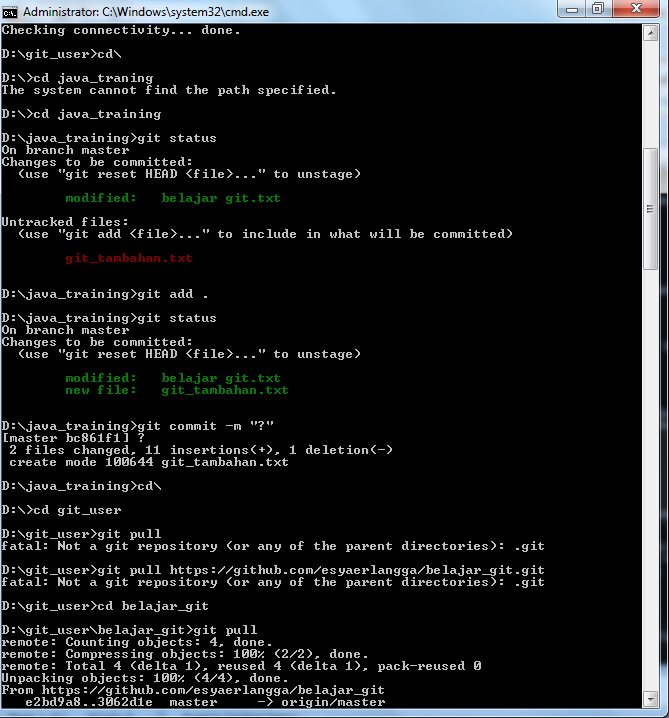 Administrator: C:\Windows\system32\cmd.exe
Checking connectivity... done.
D:\git_user>cd\
D:\>cd java_traning
The system cannot find the path specified.
D:\>cd java_training
D:\java_training>git status
On branch master
Changes to be committed:
  (use "git reset HEAD <file>..." to unstage)
        modified:   belajar git.txt
Untracked files:
  (use "git add <file>..." to include in what will be committed)
        git_tambahan.txt
D:\java_training>git add .
D:\java_training>git status
On branch master
Changes to be committed:
  (use "git reset HEAD <file>..." to unstage)
        modified:   belajar git.txt
        new file:   git_tambahan.txt
D:\java_training>git commit -m "?"
[master bc861f1] ?
 2 files changed, 11 insertions(+), 1 deletion(-)
 create mode 100644 git_tambahan.txt
D:\java_training>cd\
D:\>cd git_user
D:\git_user>git pull
fatal: Not a git repository (or any of the parent directories): .git
D:\git_user>git pull https://github.com/esyaerlangga/belajar_git.git
fatal: Not a git repository (or any of the parent directories): .git
D:\git_user>cd belajar_git
D:\git_user\belajar_git>git pull
remote: Counting objects: 4, done.
remote: Compressing objects: 100% (2/2), done.
remote: Total 4 (delta 1), reused 4 (delta 1), pack-reused 0
Unpacking objects: 100% (4/4), done.
From https://github.com/esyaerlangga/belajar_git
   e2bd9a8..3062d1e  master     -> origin/master